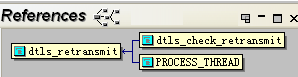 References
dtls_check_retransmit
dtls_retransmit
PROCESS_THREAD